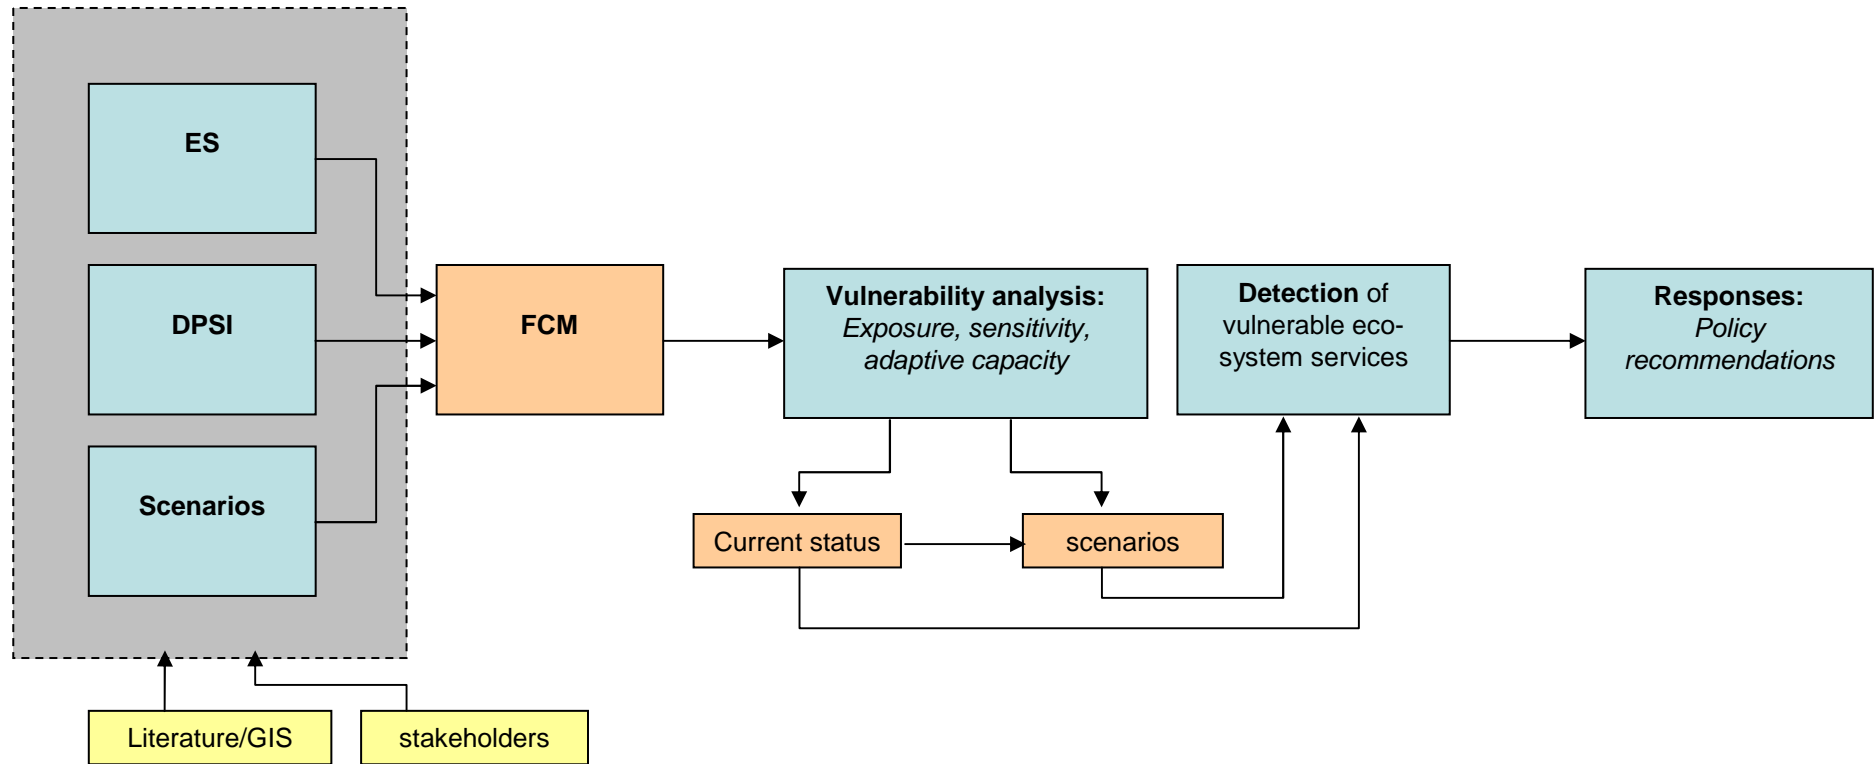 ES
DPSI
Scenarios
FCM
Vulnerability analysis:
Exposure, sensitivity,
adaptive capacity
Detection of
vulnerable eco-
system services
Responses:
Policy
recommendations
Current status
scenarios
Literature/GIS
stakeholders